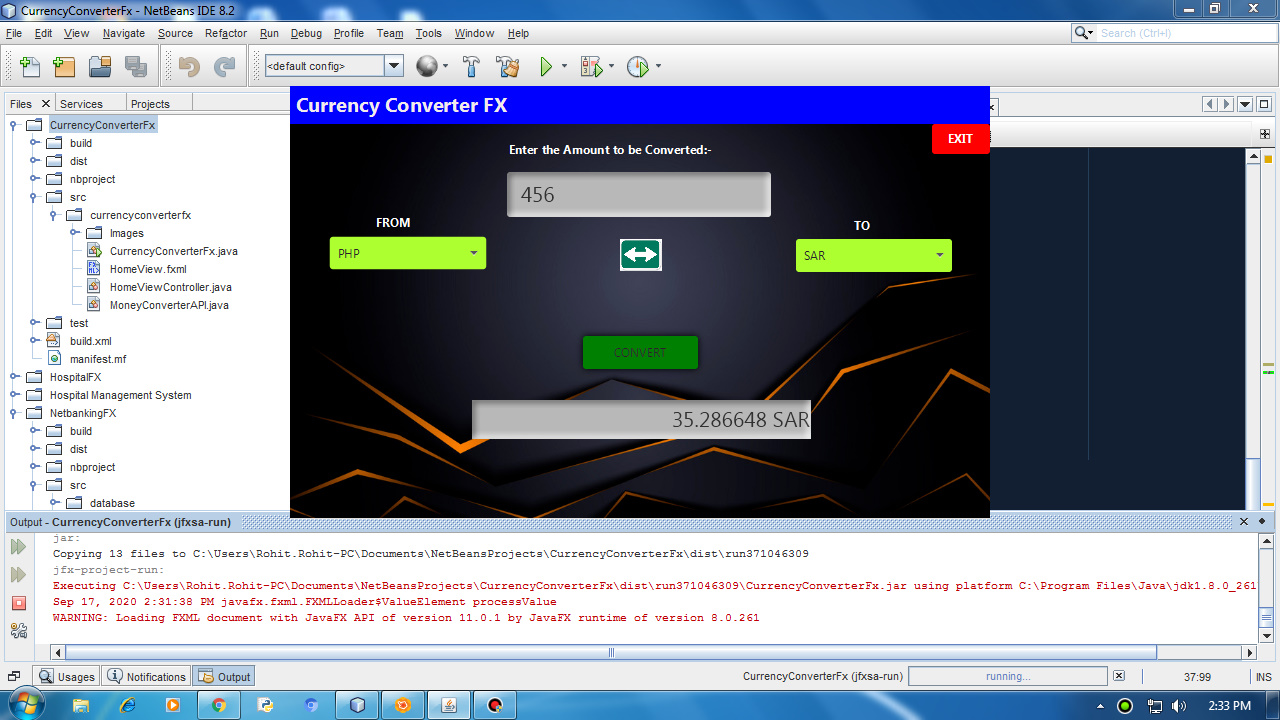 CurrencyConverterFx - NetBeans IDE 8.2
File Edit View Navigate Source Refactor Run Debug Profile Team Tools Window Help
Search (Ctrl+I)
<default config>
Files Services Projects
CurrencyConverterFx
build
dist
nbproject
src
currencyconverterfx
Images
CurrencyConverterFx.java
HomeView.fxml
HomeViewController.java
MoneyConverterAPI.java
test
build.xml
manifest.mf
HospitalFX
Hospital Management System
NetbankingFX
build
dist
nbproject
src
database
Currency Converter FX
EXIT
Enter the Amount to be Converted:-
456
FROM
TO
PHP
SAR
CONVERT
35.286648 SAR
Output - CurrencyConverterFx (jfxsa-run)
jar:
Copying 13 files to C:\Users\Rohit.Rohit-PC\Documents\NetBeansProjects\CurrencyConverterFx\dist\run371046309
jfx-project-run:
Executing C:\Users\Rohit.Rohit-PC\Documents\NetBeansProjects\CurrencyConverterFx\dist\run371046309\CurrencyConverterFx.jar using platform C:\Program Files\Java\jdk1.8.0_261
Sep 17, 2020 2:31:38 PM javafx.fxml.FXMLLoader$ValueElement processValue
WARNING: Loading FXML document with JavaFX API of version 11.0.1 by JavaFX runtime of version 8.0.261
Usages Notifications Output
CurrencyConverterFx (jfxsa-run) running... 37:99 INS
2:33 PM